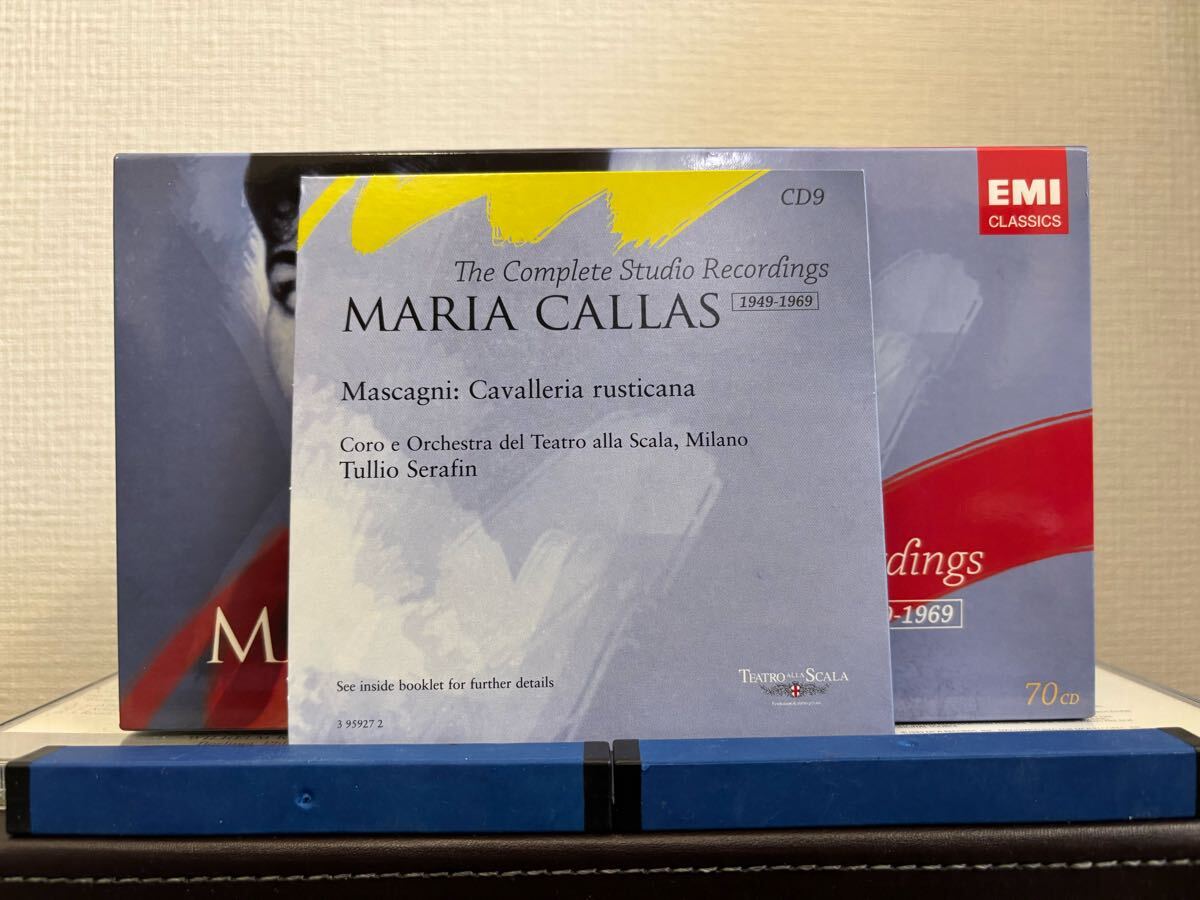 EMI
CLASSICS
CD9
The Complete Studio Recordings
MARIA CALLAS 1949-1969
Mascagni: Cavalleria rusticana
Coro e Orchestra del Teatro alla Scala, Milano
Tullio Serafin
dings
-1969
M
See inside booklet for further details
TEATRO ALLA SCALA
3 95927 2
70 CD